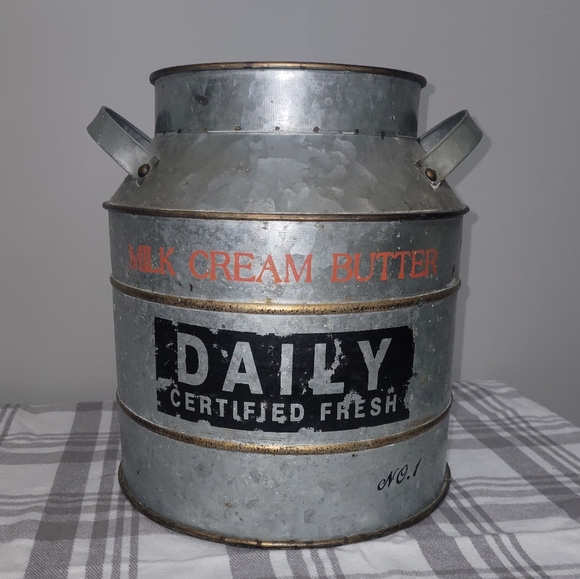 MILK CREAM BUTTER
DAILY
CERTIFIED FRESH
NO.1